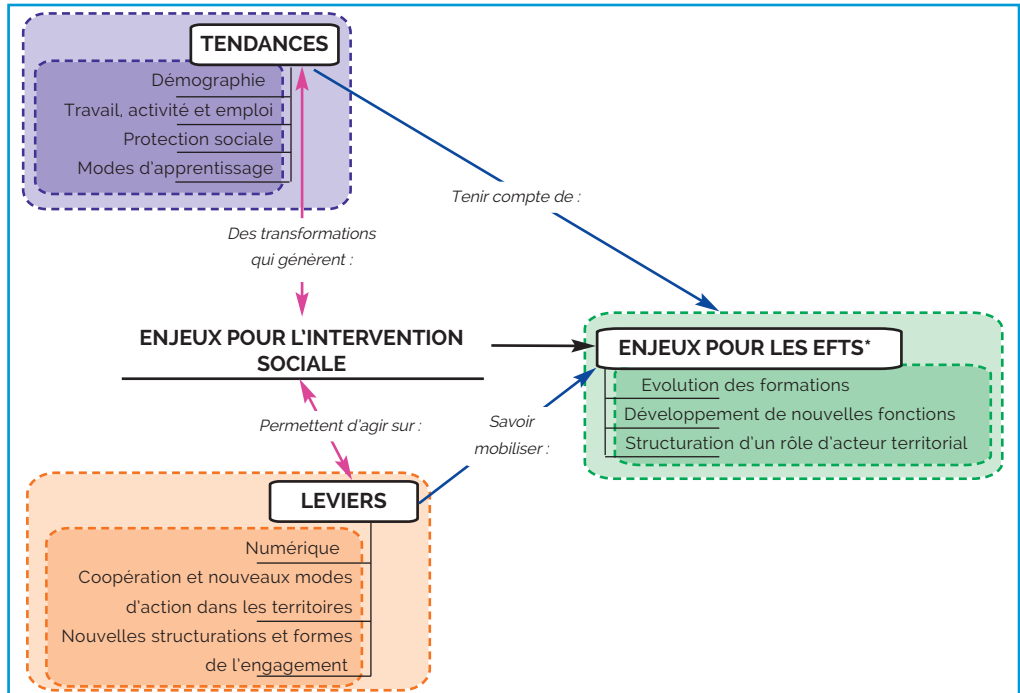 TENDANCES
Démographie
Travail, activité et emploi
Protection sociale
Modes d'apprentissage
Tenir compte de :
Des transformations
qui génèrent :
ENJEUX POUR L'INTERVENTION
SOCIALE
ENJEUX POUR LES EFTS*
Evolution des formations
Développement de nouvelles fonctions
Structuration d'un rôle d'acteur territorial
Permettent d'agir sur :
Savoir
mobiliser :
LEVIERS
Numérique
Coopération et nouveaux modes
d'action dans les territoires
Nouvelles structurations et formes
de l'engagement